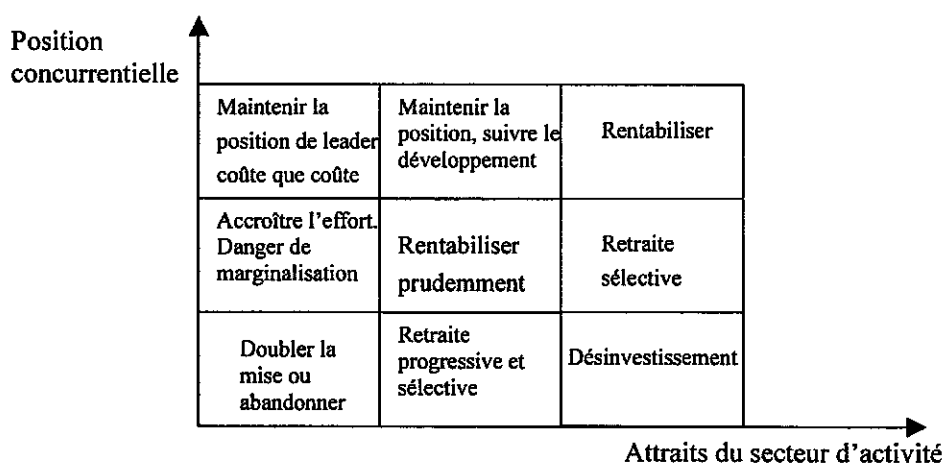 Position
concurrentielle
Maintenir la
position de leader
coûte que coûte
Maintenir la
position, suivre le
développement
Rentabiliser
Accroître l'effort.
Danger de
marginalisation
Rentabiliser
prudemment
Retraite
sélective
Doubler la
mise ou
abandonner
Retraite
progressive et
sélective
Désinvestissement
Attraits du secteur d'activité